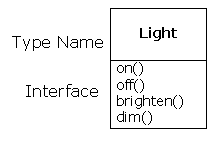 Type Name
Light
Interface
on()
off()
brighten()
dim()